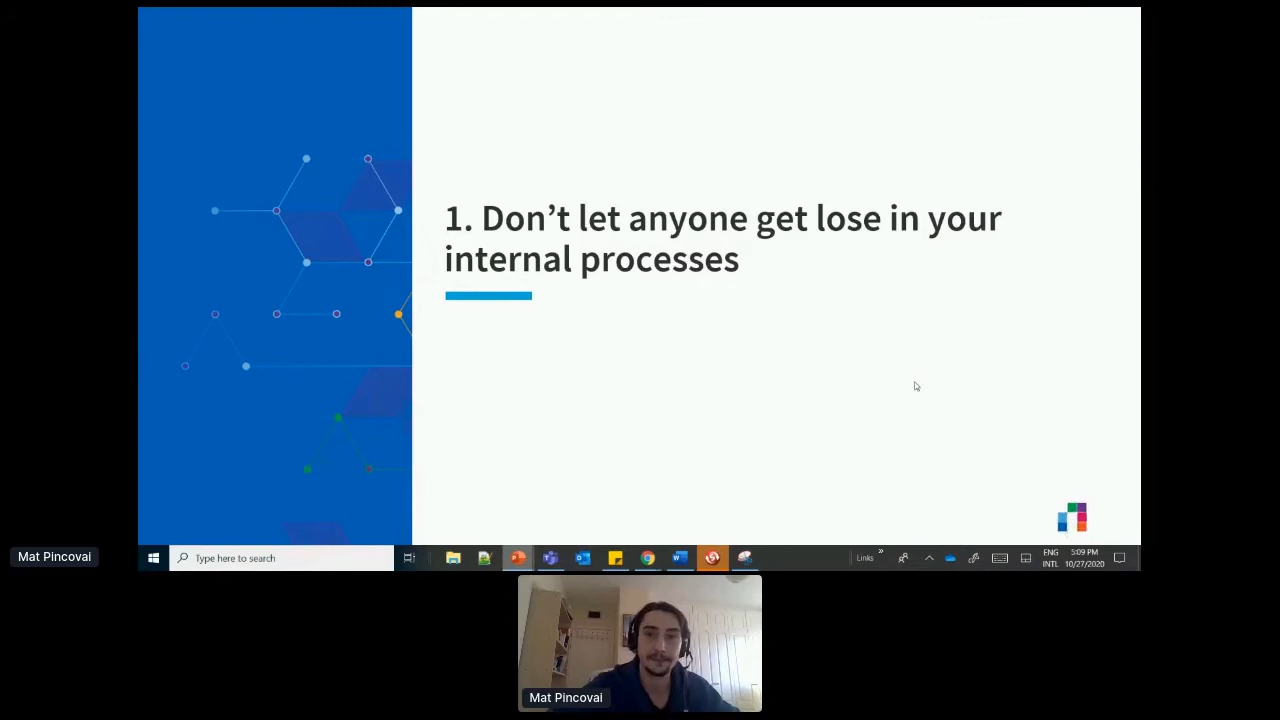 1. Don’t let anyone get lose in your
internal processes
Mat Pincovai
Type here to search
Links
ENG
INTL
5:09 PM
10/27/2020
Mat Pincovai